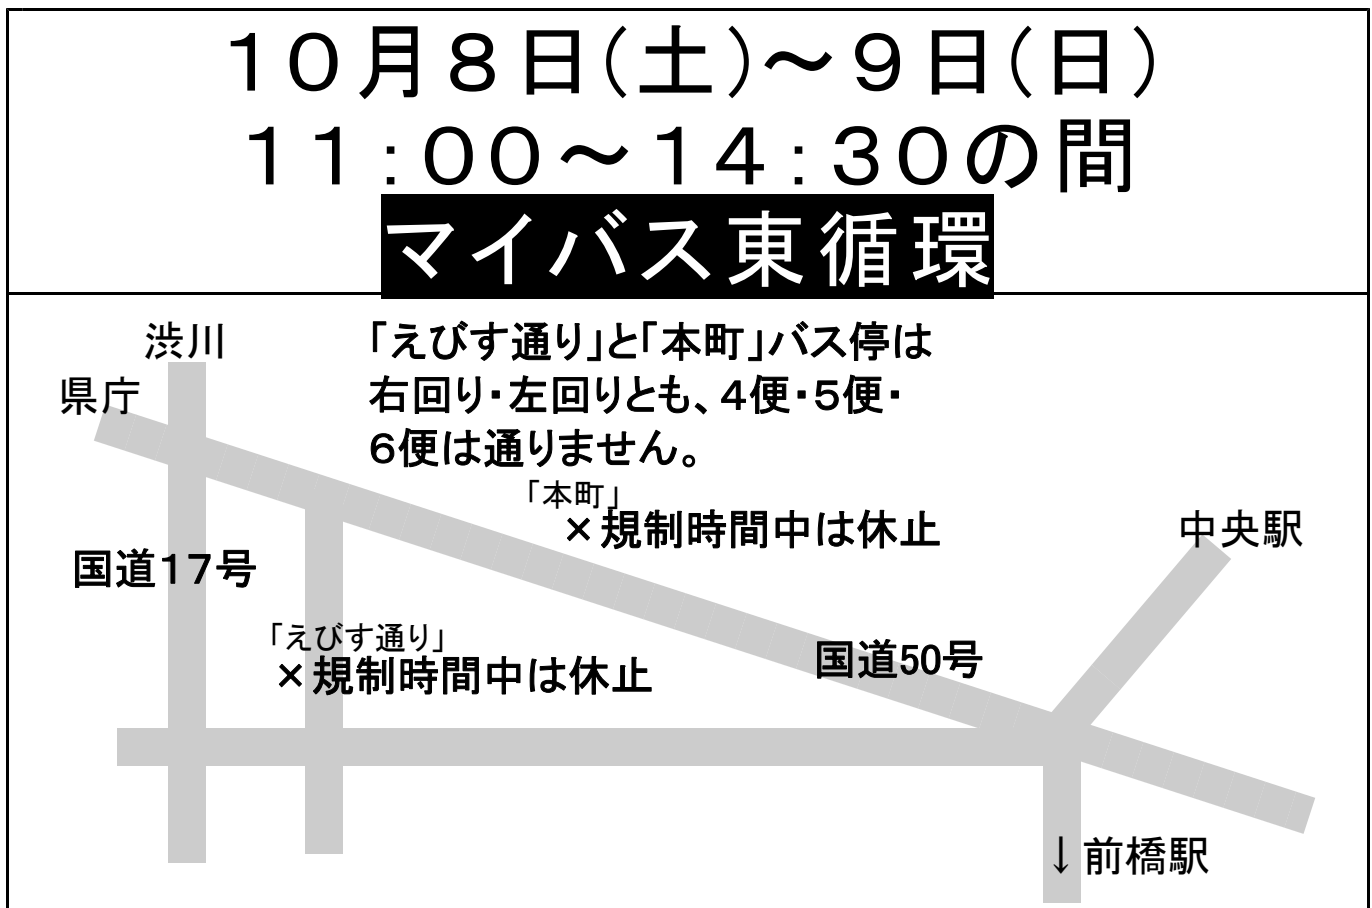 １０月８日(土)～９日(日)
１１:００～１４:３０の間
マイバス東循環
渋川
県庁
「えびす通り」と「本町」バス停は
右回り・左回りとも、４便・５便・
６便は通りません。
「本町」
×規制時間中は休止
中央駅
国道１７号
「えびす通り」
×規制時間中は休止
国道50号
↓前橋駅